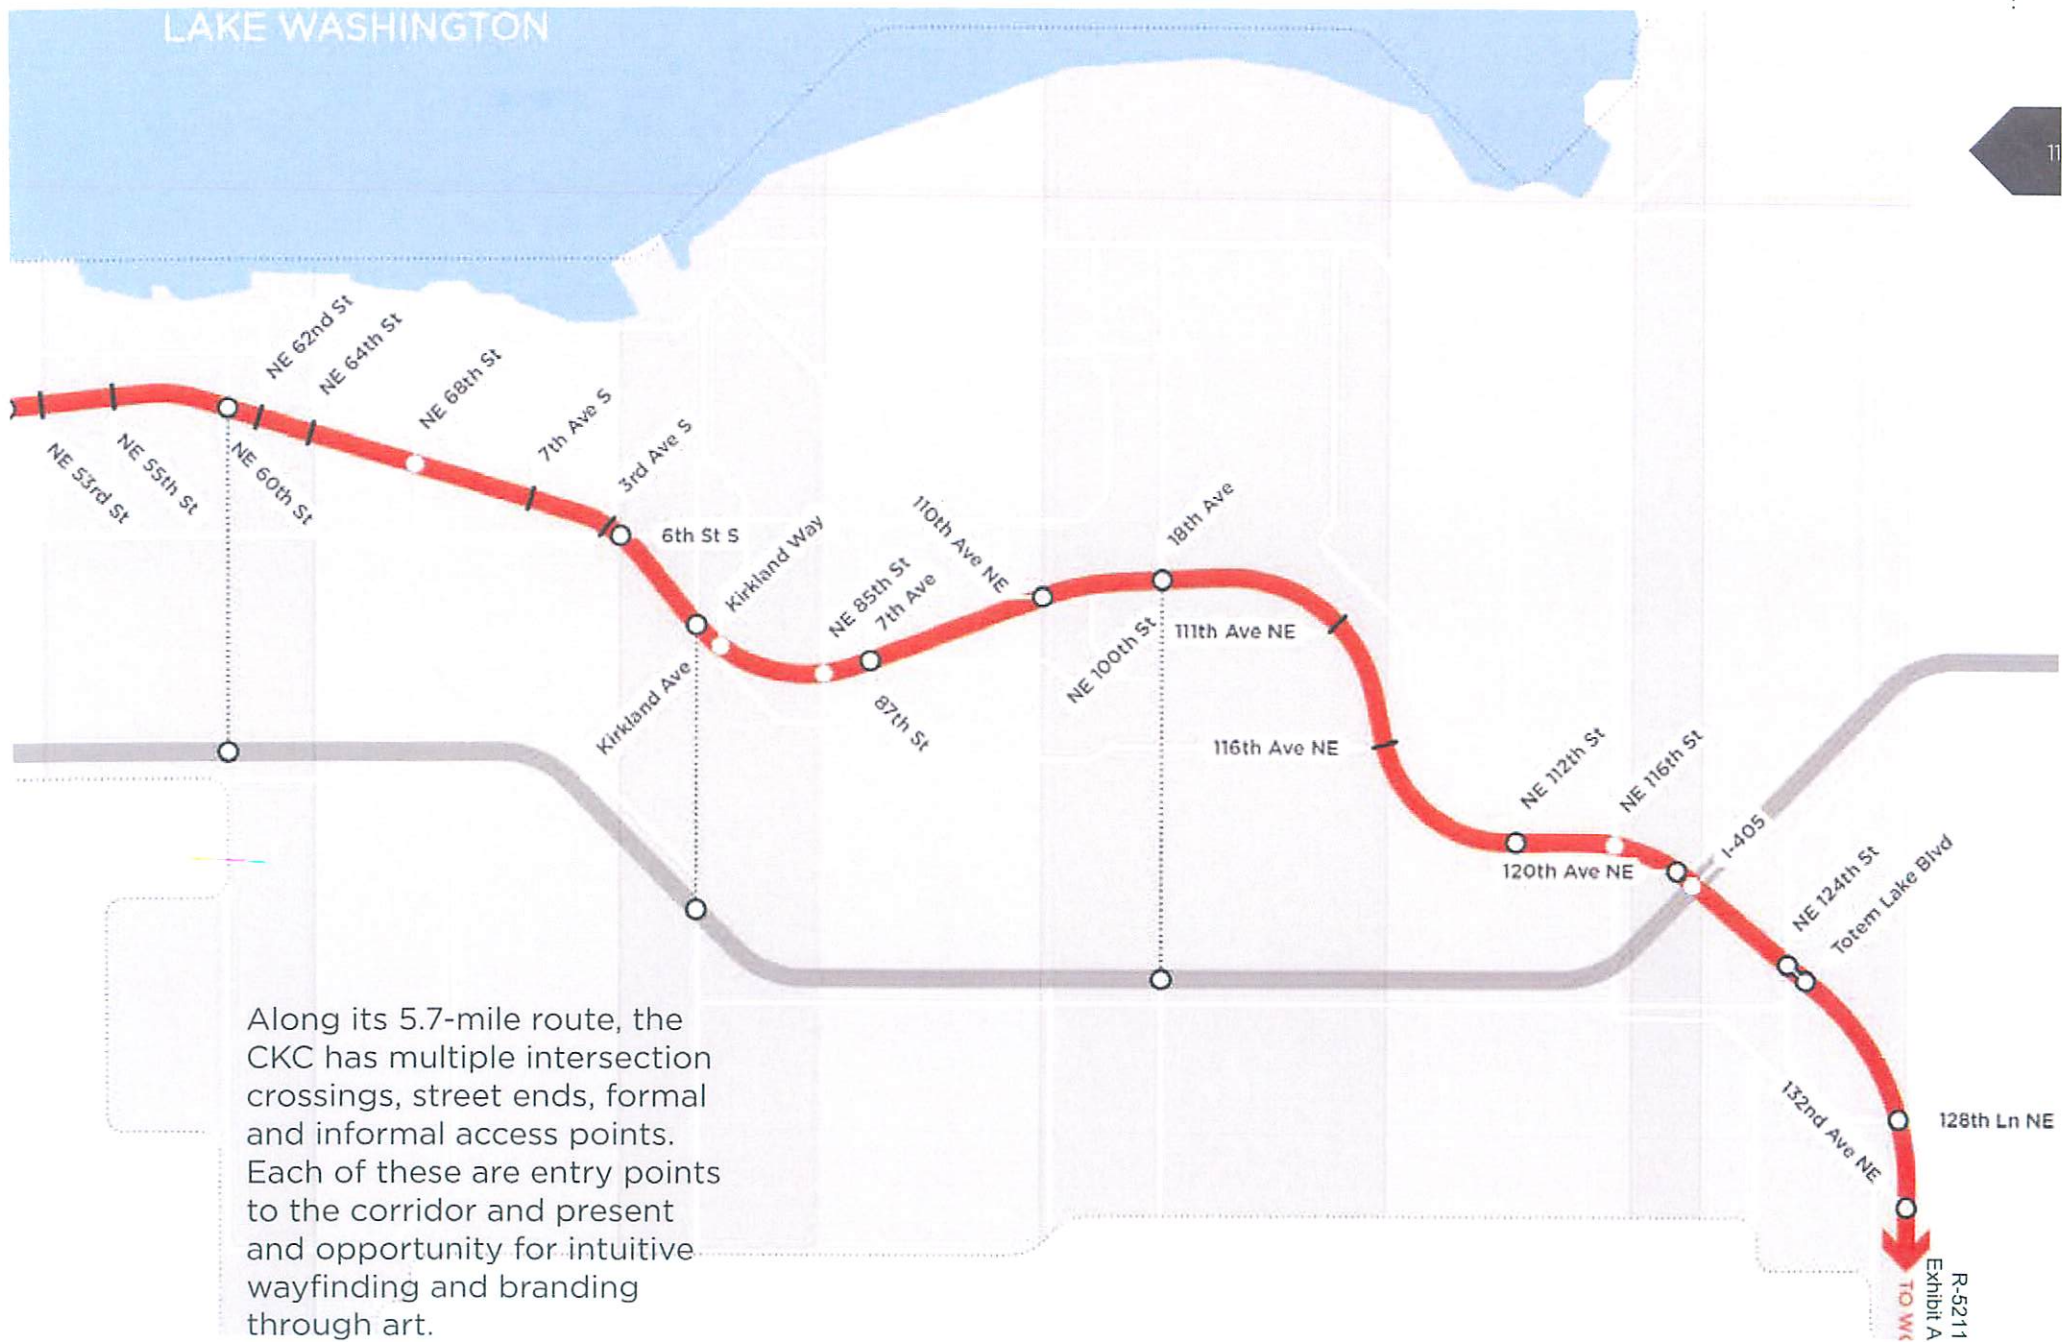 LAKE WASHINGTON
11
NE 62nd St
NE 64th St
NE 68th St
7th Ave S
3rd Ave S
NE 53rd St
NE 55th St
NE 60th St
6th St S
Kirkland Way
Kirkland Ave
NE 85th St
7th Ave
87th St
110th Ave NE
18th Ave
NE 100th St
111th Ave NE
116th Ave NE
NE 112th St
NE 116th St
120th Ave NE
I-405
NE 124th St
Totem Lake Blvd
132nd Ave NE
128th Ln NE
Along its 5.7-mile route, the
CKC has multiple intersection
crossings, street ends, formal
and informal access points.
Each of these are entry points
to the corridor and present
and opportunity for intuitive
wayfinding and branding
through art.
TO
R-5211
Exhibit A